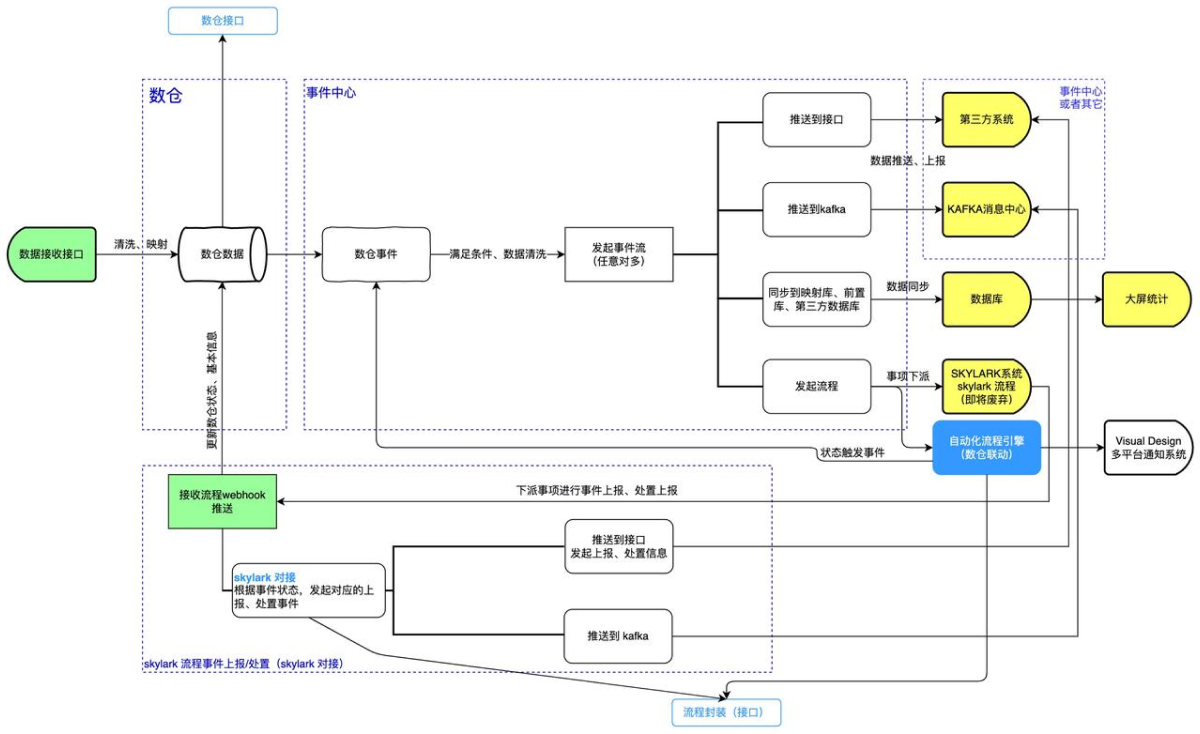 数仓接口
数仓
事件中心
事件中心
或者其它
推送到接口
第三方系统
数据推送、上报
推送到kafka
KAFKA消息中心
数据接收接口
清洗、映射
数仓数据
数仓事件
满足条件、数据清洗
发起事件流
（任意对多）
同步到映射库、前置
库、第三方数据库
数据同步
数据库
大屏统计
更新数仓状态、基本信息
发起流程
事项下派
SKYLARK系统
skylark 流程
（即将废弃）
自动化流程引擎
（数仓联动）
Visual Design
多平台通知系统
状态触发事件
接收流程webhook
推送
下派事项进行事件上报、处置上报
推送到接口
发起上报、处置信息
skylark 对接
根据事件状态，发起对应的上
报、处置事件
推送到 kafka
skylark 流程事件上报/处置（skylark 对接）
流程封装（接口）